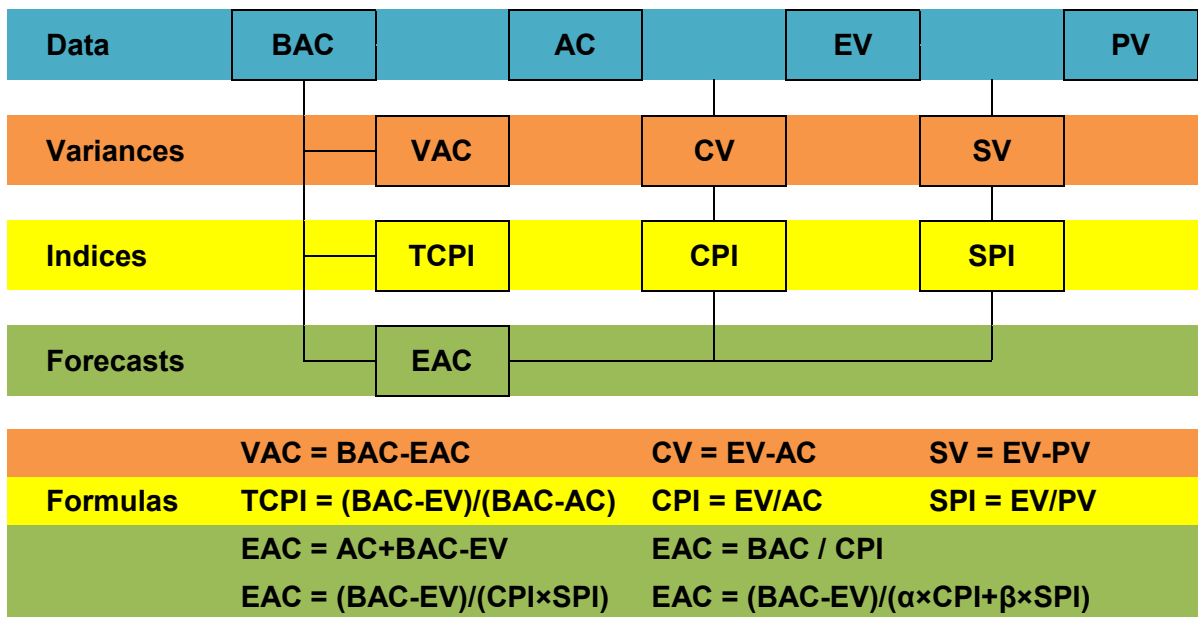 Data BAC AC EV PV
Variances VAC CV SV
Indices TCPI CPI SPI
Forecasts EAC
VAC = BAC-EAC CV = EV-AC SV = EV-PV
Formulas TCPI = (BAC-EV)/(BAC-AC) CPI = EV/AC SPI = EV/PV
EAC = AC+BAC-EV EAC = BAC / CPI
EAC = (BAC-EV)/(CPI×SPI) EAC = (BAC-EV)/(α×CPI+β×SPI)